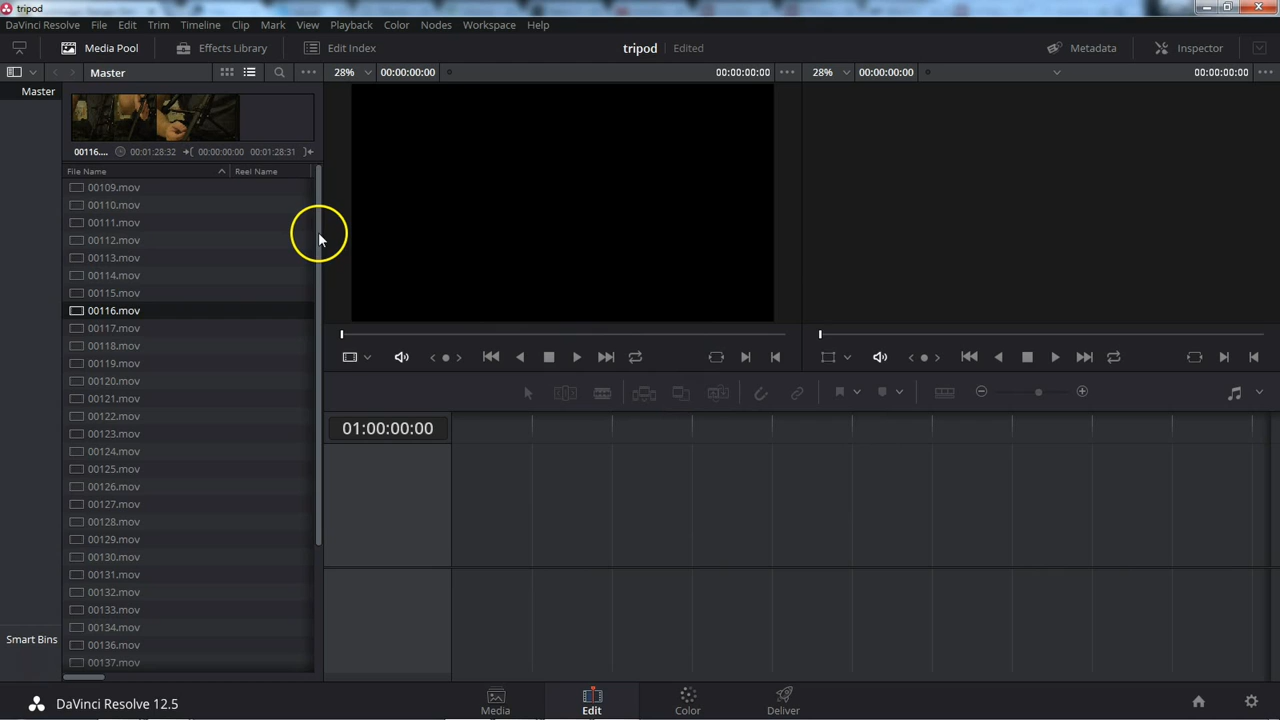 tripod
DaVinci Resolve File Edit Trim Timeline Clip Mark View Playback Color Nodes Workspace Help
Media Pool Effects Library Edit Index tripod Edited Metadata Inspector
Master 28% 00:00:00:00 00:00:00:00 28% 00:00:00:00 00:00:00:00
Master
00116.... 00:01:28:32 00:00:00:00 00:01:28:31
File Name Reel Name
00109.mov
00110.mov
00111.mov
00112.mov
00113.mov
00114.mov
00115.mov
00116.mov
00117.mov
00118.mov
00119.mov
00120.mov
00121.mov
00122.mov
01:00:00:00
00123.mov
00124.mov
00125.mov
00126.mov
00127.mov
00128.mov
00129.mov
00130.mov
00131.mov
00132.mov
00133.mov
00134.mov
Smart Bins
00136.mov
00137.mov
DaVinci Resolve 12.5 Media Edit Color Deliver